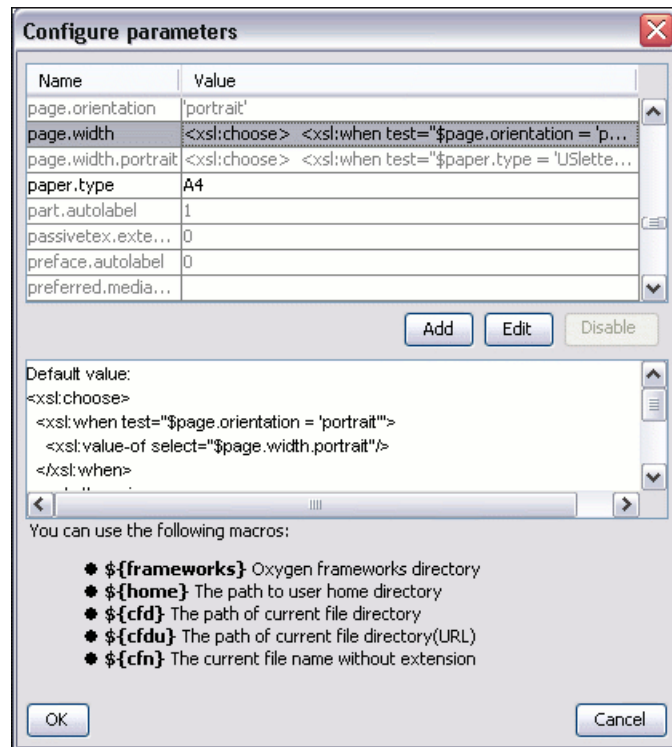 Configure parameters
Name Value
page.orientation 'portrait'
page.width <xsl:choose> <xsl:when test="$page.orientation = 'p...
page.width.portrait <xsl:choose> <xsl:when test="$paper.type = 'USlette...
paper.type A4
part.autolabel 1
passivetex.exte... 0
preface.autolabel 0
preferred.media...
Add Edit Disable
Default value:
<xsl:choose>
<xsl:when test="$page.orientation = 'portrait'">
<xsl:value-of select="$page.width.portrait"/>
</xsl:when>
You can use the following macros:
● ${frameworks} Oxygen frameworks directory
● ${home} The path to user home directory
● ${cfd} The path of current file directory
● ${cfdu} The path of current file directory(URL)
● ${cfn} The current file name without extension
OK Cancel